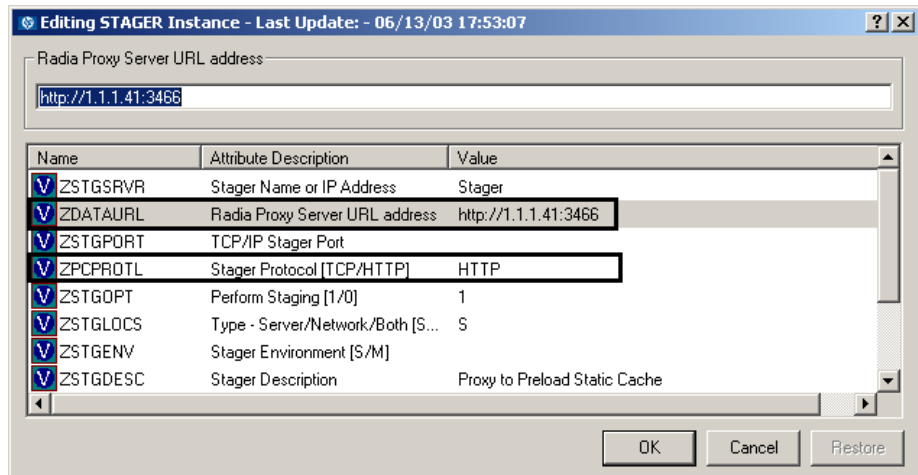 Editing STAGER Instance - Last Update: - 06/13/03 17:53:07
Radia Proxy Server URL address
http://1.1.1.41:3466
Name Attribute Description Value
V ZSTGSRVR Stager Name or IP Address Stager
V ZDATAURL Radia Proxy Server URL address http://1.1.1.41:3466
V ZSTGPORT TCP/IP Stager Port
V ZPCPROTL Stager Protocol [TCP/HTTP] HTTP
V ZSTGOPT Perform Staging [1/0] 1
V ZSTGLOCS Type - Server/Network/Both [S... S
V ZSTGENV Stager Environment [S/M]
V ZSTGDESC Stager Description Proxy to Preload Static Cache
OK Cancel Restore